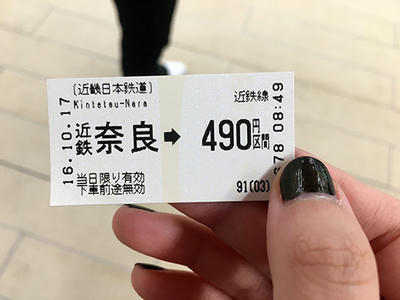 (近畿日本鉄道)
Kintetsu-Nara
16.10.17
近鉄奈良➡490円区間
近鉄線
当日限り有効
下車前途無効
91(03)
378 08:49